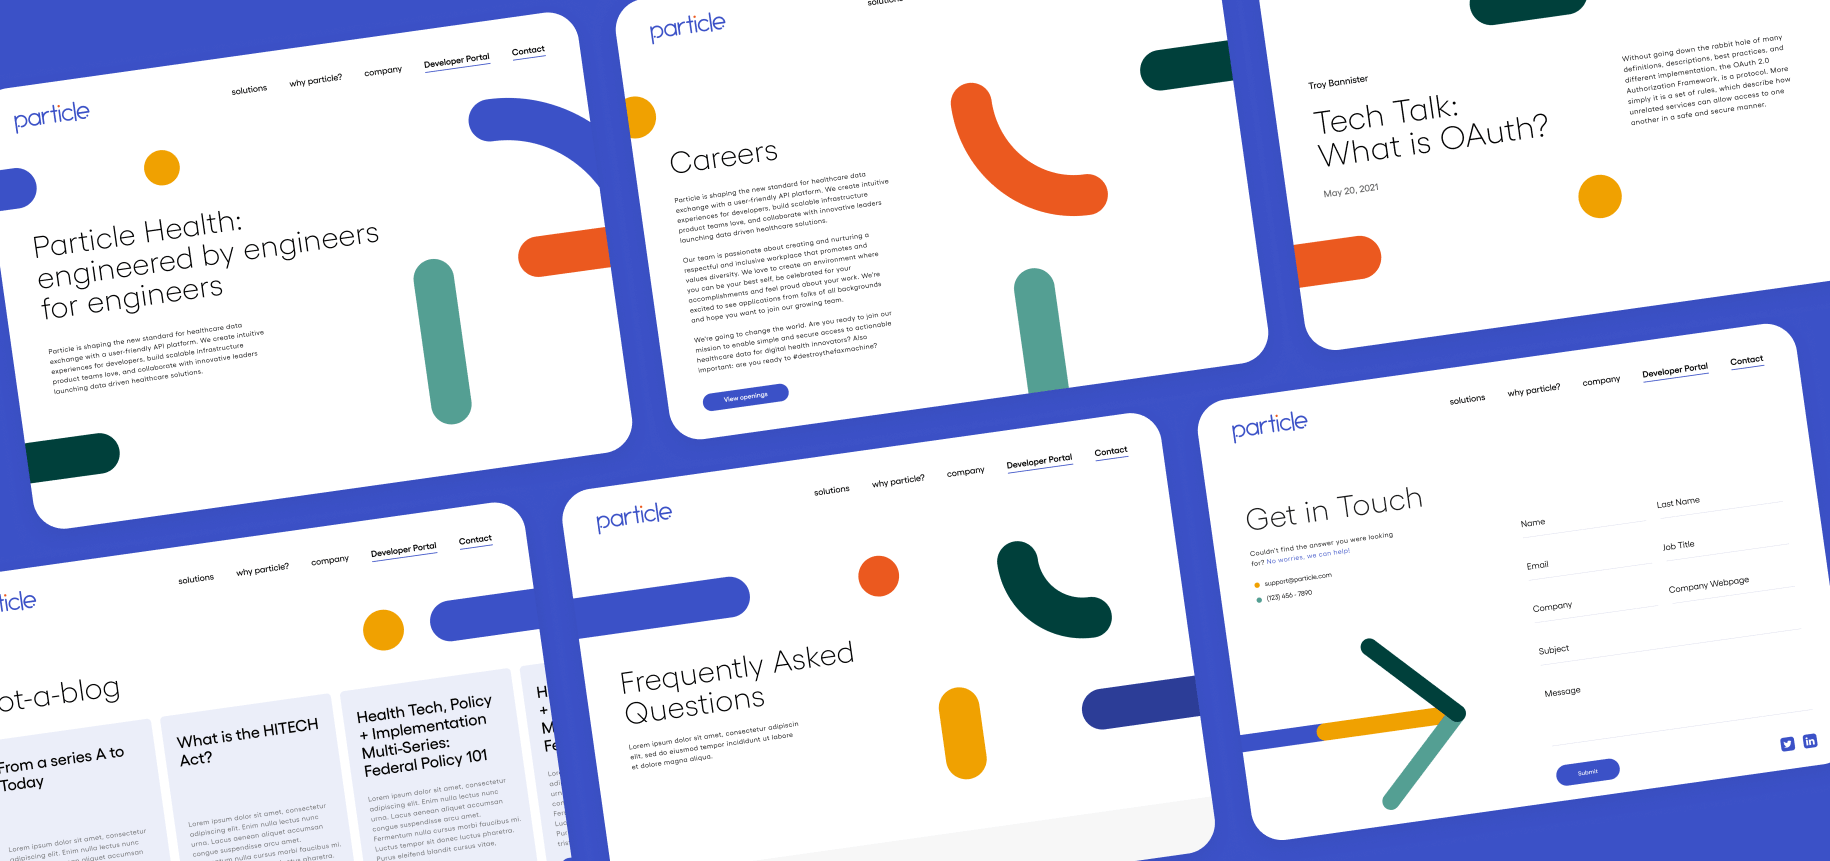 particle
solutions
why particle?
company
Developer Portal
Contact
Particle Health:
engineered by engineers
for engineers
Particle is shaping the new standard for healthcare data
exchange with a user-friendly API platform. We create intuitive
experiences for developers, build scalable infrastructure
product teams love, and collaborate with innovative leaders
launching data driven healthcare solutions.
particle
Careers
Particle is shaping the new standard for healthcare data
exchange with a user-friendly API platform. We create intuitive
experiences for developers, build scalable infrastructure
product teams love, and collaborate with innovative leaders
launching data driven healthcare solutions.
Our team is passionate about creating and nurturing a
respectful and inclusive workplace that promotes and
values diversity. We love to create an environment where
you can be your best self, be celebrated for your
accomplishments and feel proud about your work. We're
excited to see applications from folks of all backgrounds
and hope you want to join our growing team.
We're going to change the world. Are you ready to join our
mission to enable simple and secure access to actionable
healthcare data for digital health innovators? Also
important: are you ready to #destroythefaxmachine?
View openings
Troy Bannister
Tech Talk:
What is OAuth?
May 20, 2021
Without going down the rabbit hole of many
definitions, descriptions, best practices, and
different implementation, the OAuth 2.0
Authorization Framework, is a protocol. More
simply it is a set of rules, which describe how
unrelated services can allow access to one
another in a safe and secure manner.
ticle
solutions
why particle?
company
Developer Portal
Contact
ot-a-blog
From a series A to
Today
Lorem ipsum dolor sit amet, consectetur
adipiscing elit. Enim nulla lectus nunc
What is the HITECH
Act?
Lorem ipsum dolor sit amet, consectetur
adipiscing elit. Enim nulla lectus nunc
urna. Lacus aenean aliquet accumsan
congue suspendisse arcu amet.
Fermentum nulla cursus morbi faucibus mi.
Health Tech, Policy
+ Implementation
Multi-Series:
Federal Policy 101
Lorem ipsum dolor sit amet, consectetur
adipiscing elit. Enim nulla lectus nunc
urna. Lacus aenean aliquet accumsan
congue suspendisse arcu amet.
Fermentum nulla cursus morbi faucibus mi.
Luctus tempor sit donec luctus pharetra.
Purus eleifend blandit cursus vitae,
particle
solutions
why particle?
company
Developer Portal
Contact
Frequently Asked
Questions
Lorem ipsum dolor sit amet, consectetur adipiscin
elit, sed do eiusmod tempor incididunt ut labore
et dolore magna aliqua.
particle
solutions
why particle?
company
Developer Portal
Contact
Get in Touch
Couldn't find the answer you were looking
for? No worries, we can help!
support@particle.com
(123) 456 - 7890
Name
Last Name
Email
Job Title
Company
Company Webpage
Subject
Message
Submit